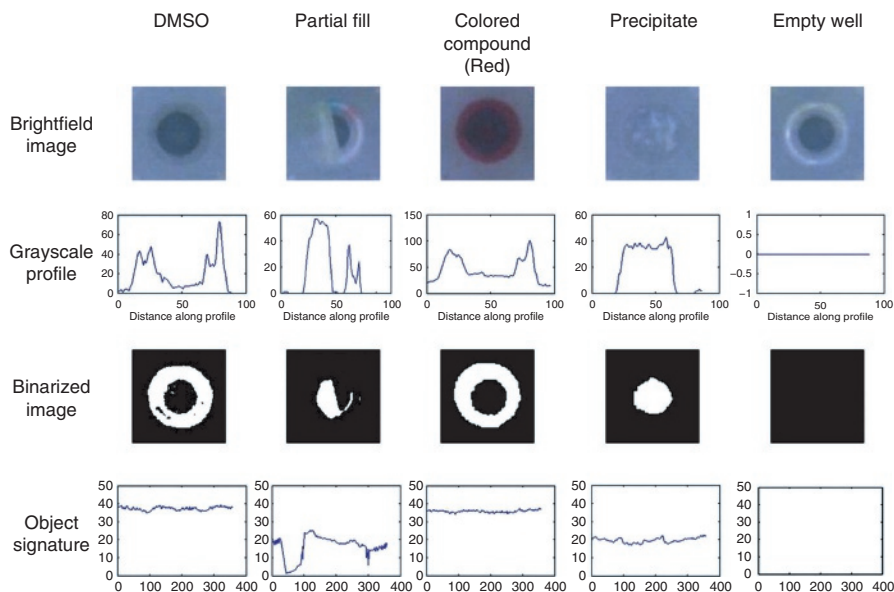 DMSO Partial fill Colored compound (Red) Precipitate Empty well
Brightfield image
Grayscale profile
80 60 40 20 0
0 50 100
Distance along profile
60 40 20 0
0 50 100
Distance along profile
150 100 50 0
0 50 100
Distance along profile
60 40 20 0
0 50 100
Distance along profile
1 0.5 0 −0.5 −1
0 50 100
Distance along profile
Binarized image
Object signature
50 40 30 20 10 0
0 100 200 300 400
50 40 30 20 10 0
0 100 200 300 400
50 40 30 20 10 0
0 100 200 300 400
50 40 30 20 10 0
0 100 200 300 400
50 40 30 20 10 0
0 100 200 300 400